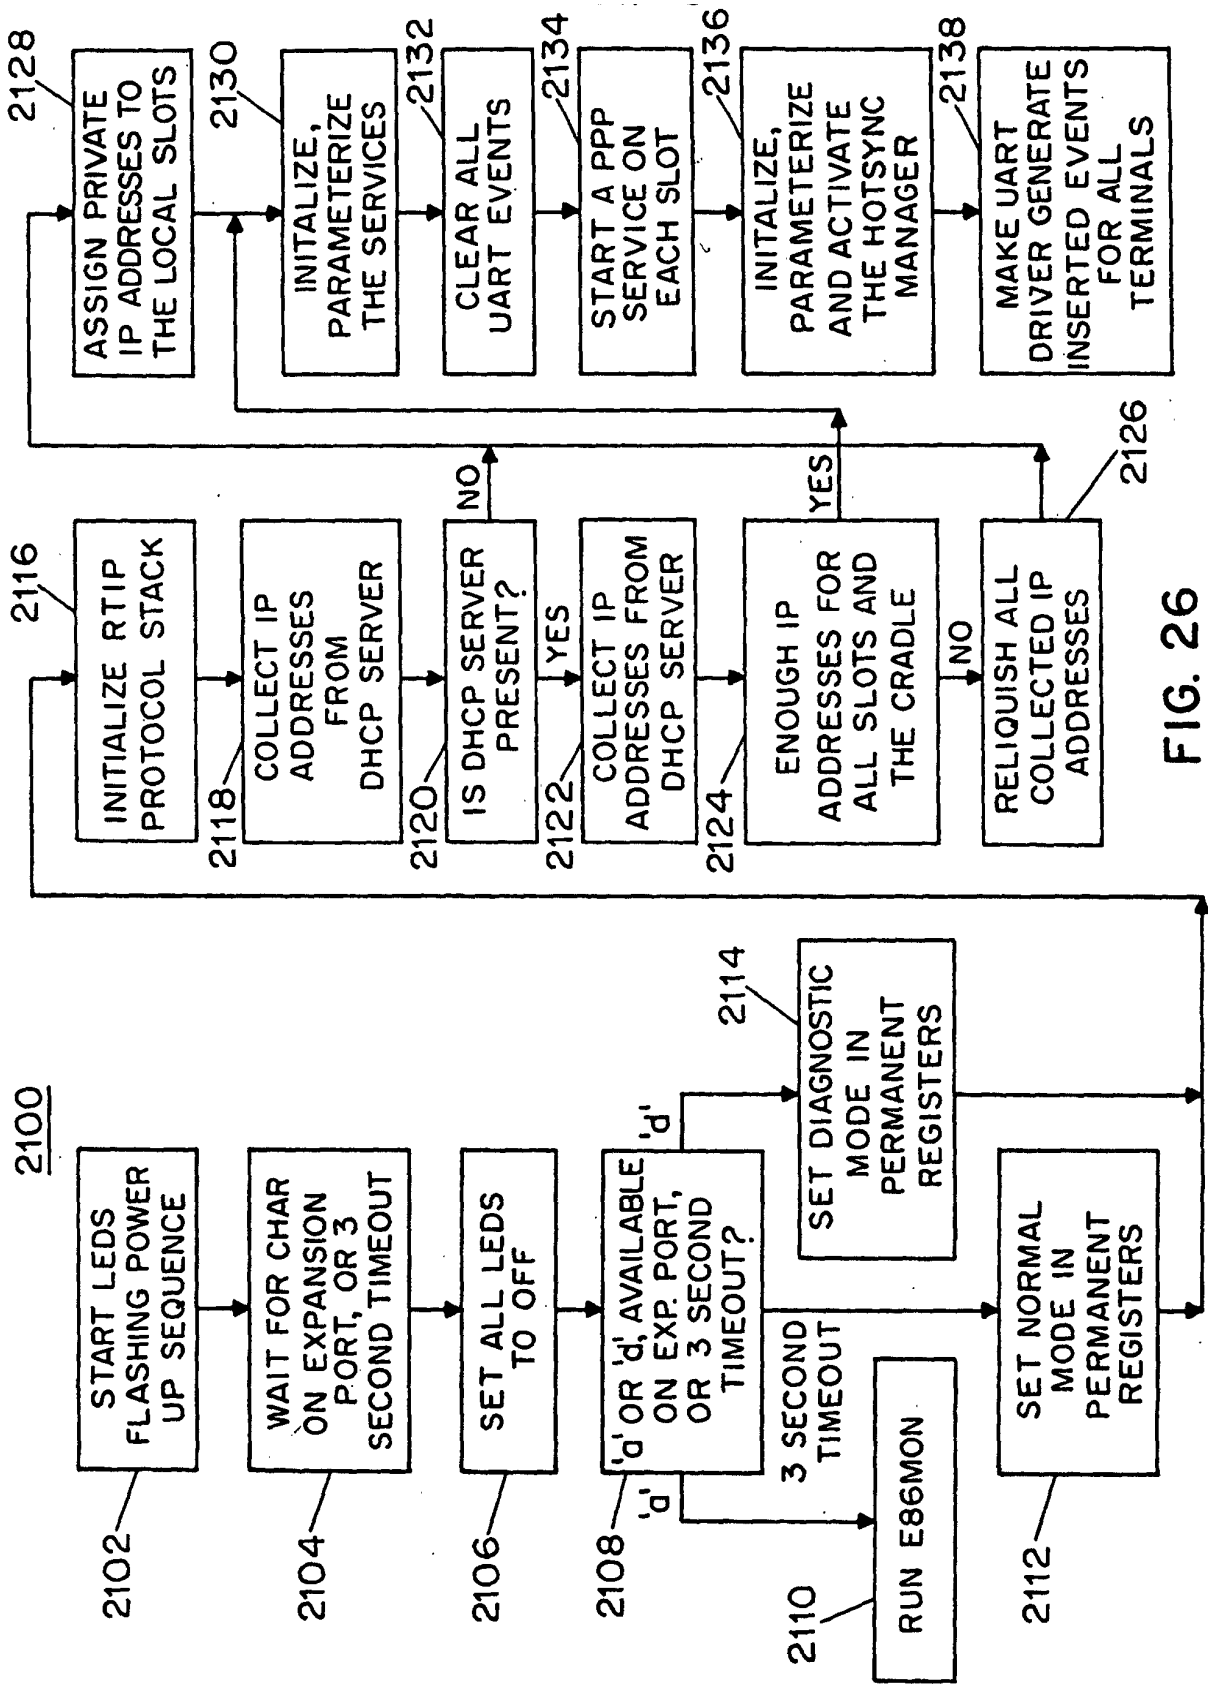 2100
START LEDS
FLASHING POWER
UP SEQUENCE
2102
WAIT FOR CHAR
ON EXPANSION
PORT, OR 3
SECOND TIMEOUT
2104
SET ALL LEDS
TO OFF
2106
'a' OR 'd', AVAILABLE
ON EXP. PORT,
OR 3 SECOND
TIMEOUT?
2108
'a'
'd'
3 SECOND
TIMEOUT
RUN E86MON
2110
SET NORMAL
MODE IN
PERMANENT
REGISTERS
2112
SET DIAGNOSTIC
MODE IN
PERMANENT
REGISTERS
2114
INITIALIZE RTIP
PROTOCOL STACK
2116
COLLECT IP
ADDRESSES
FROM
DHCP SERVER
2118
IS DHCP SERVER
PRESENT?
2120
NO
YES
COLLECT IP
ADDRESSES FROM
DHCP SERVER
2122
ENOUGH IP
ADDRESSES FOR
ALL SLOTS AND
THE CRADLE
2124
YES
NO
RELIQUISH ALL
COLLECTED IP
ADDRESSES
2126
ASSIGN PRIVATE
IP ADDRESSES TO
THE LOCAL SLOTS
2128
INITALIZE,
PARAMETERIZE
THE SERVICES
2130
CLEAR ALL
UART EVENTS
2132
START A PPP
SERVICE ON
EACH SLOT
2134
INITALIZE,
PARAMETERIZE
AND ACTIVATE
THE HOTSYNC
MANAGER
2136
MAKE UART
DRIVER GENERATE
INSERTED EVENTS
FOR ALL
TERMINALS
2138
FIG. 26